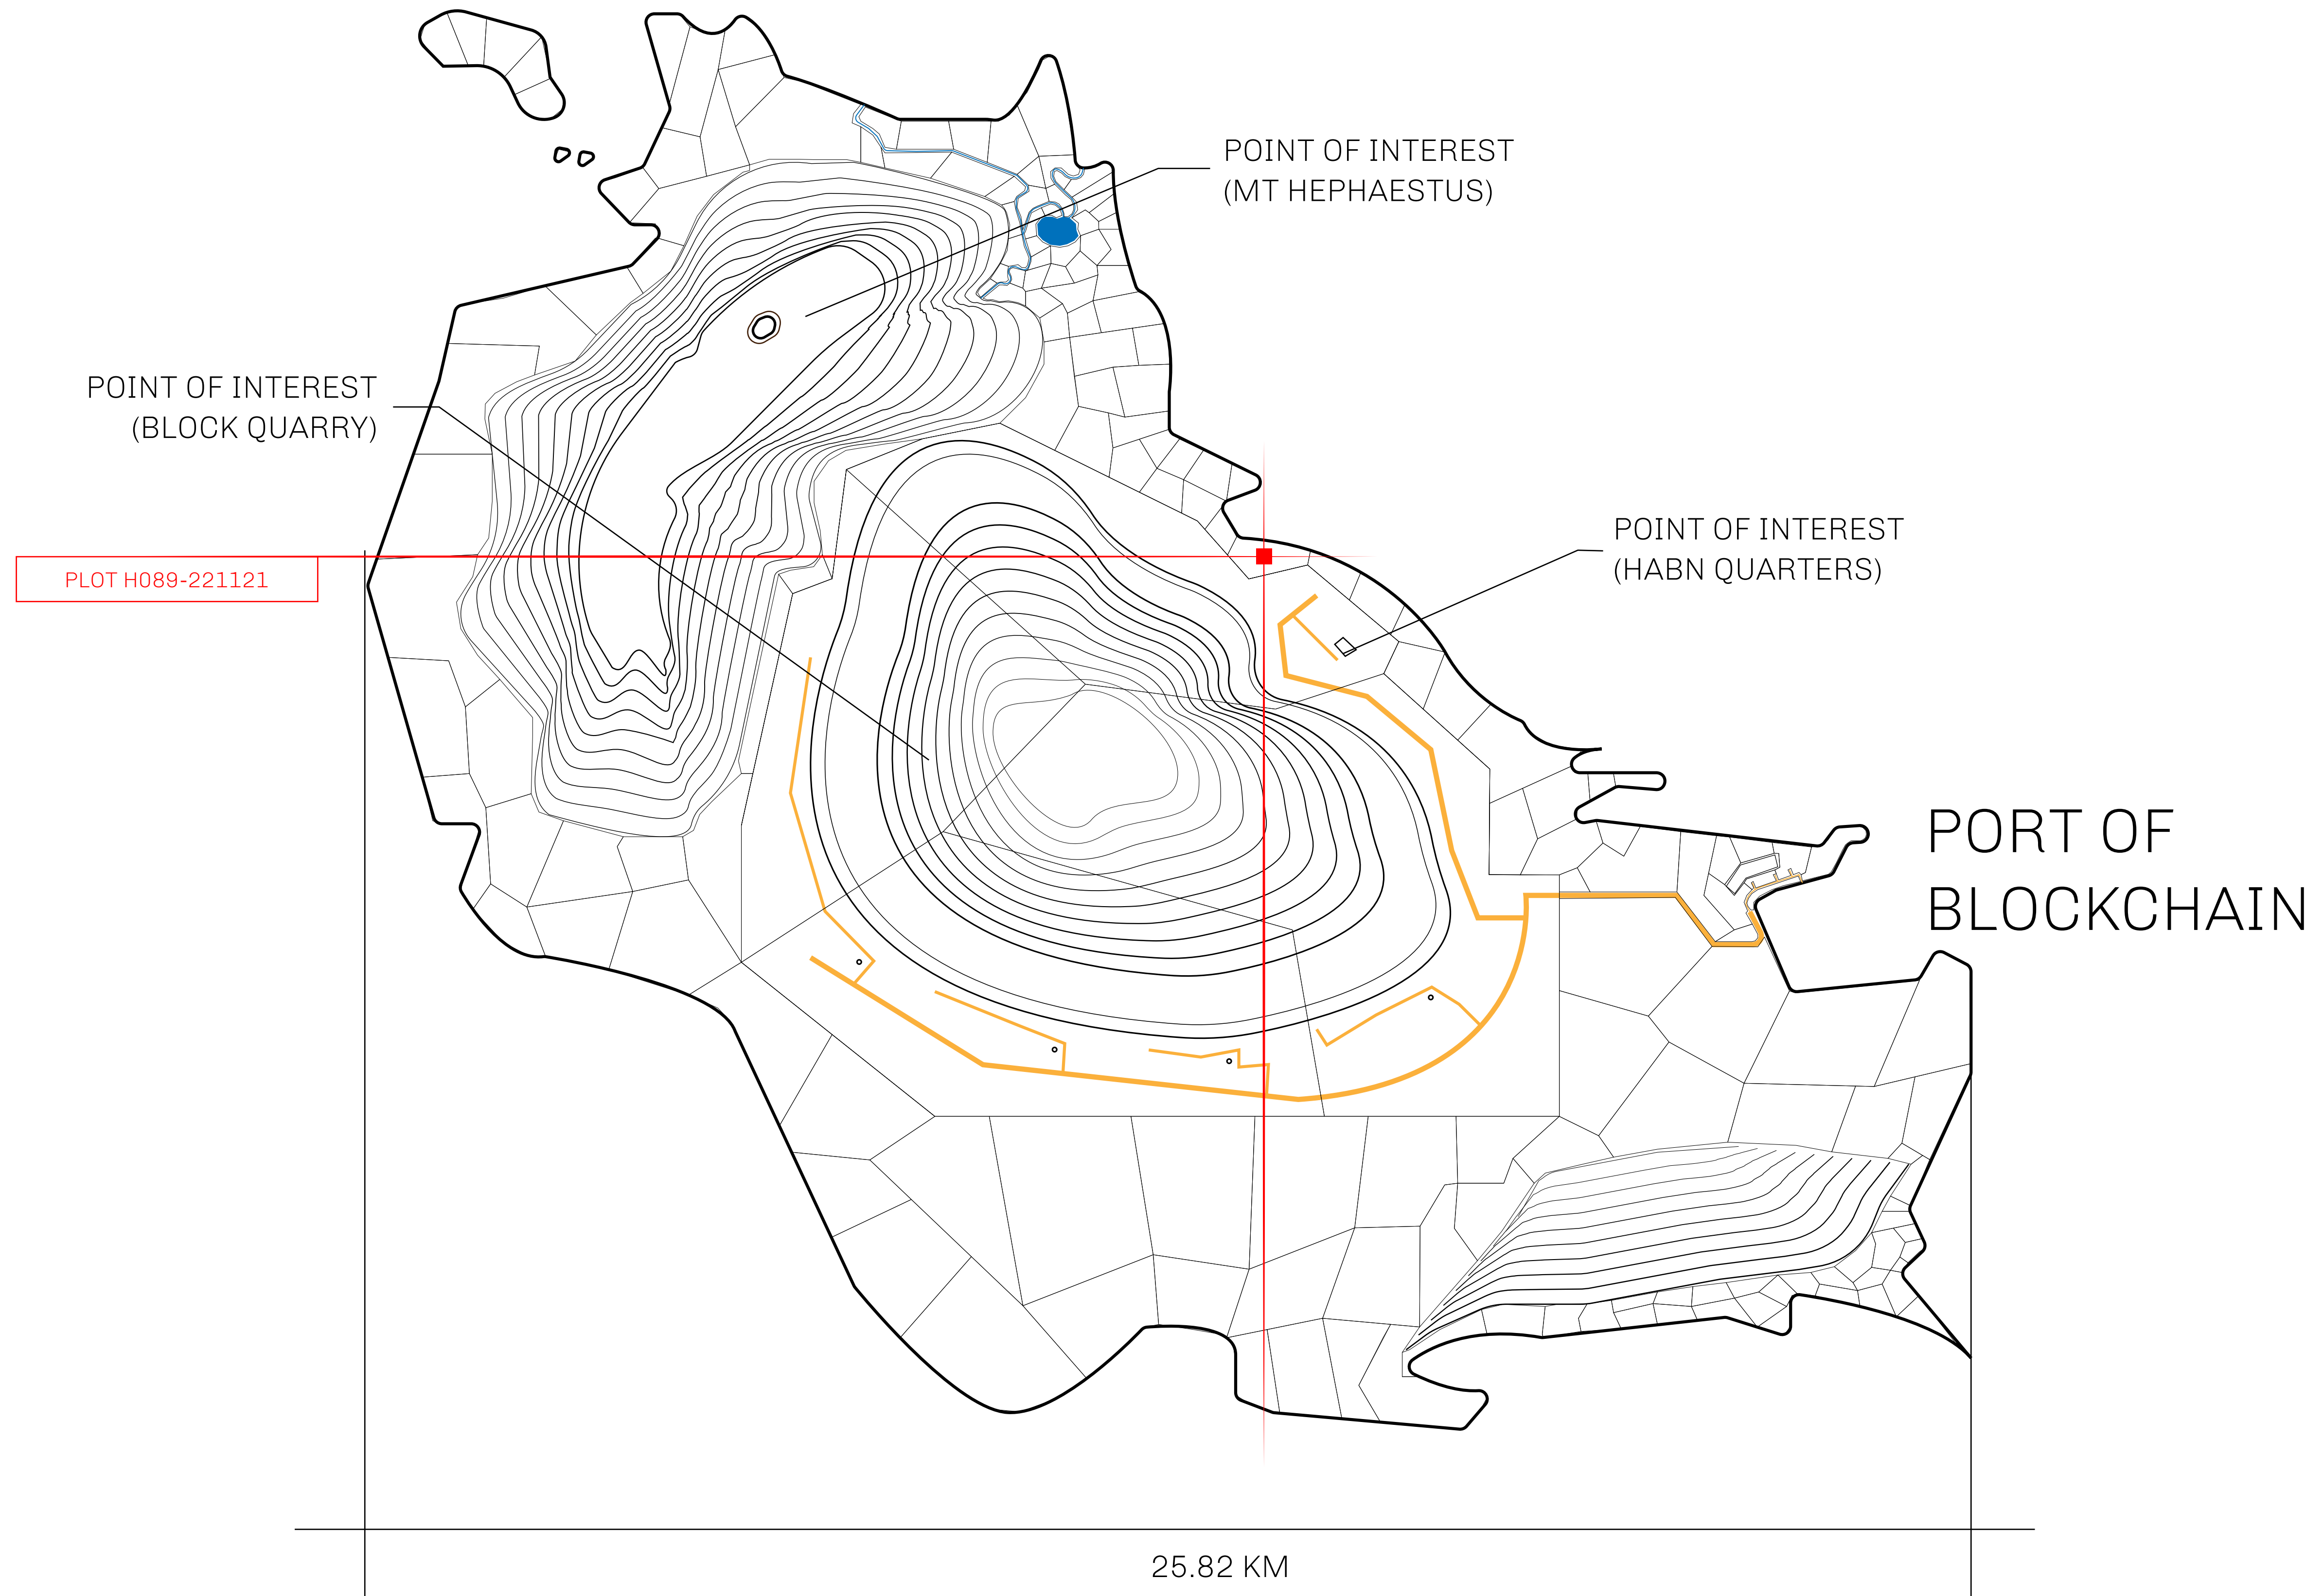 POINT OF INTEREST
(MT HEPHAESTUS)
POINT OF INTEREST
(BLOCK QUARRY)
POINT OF INTEREST
(HABN QUARTERS)
PLOT H089-221121
PORT OF
BLOCKCHAIN
25.82 KM